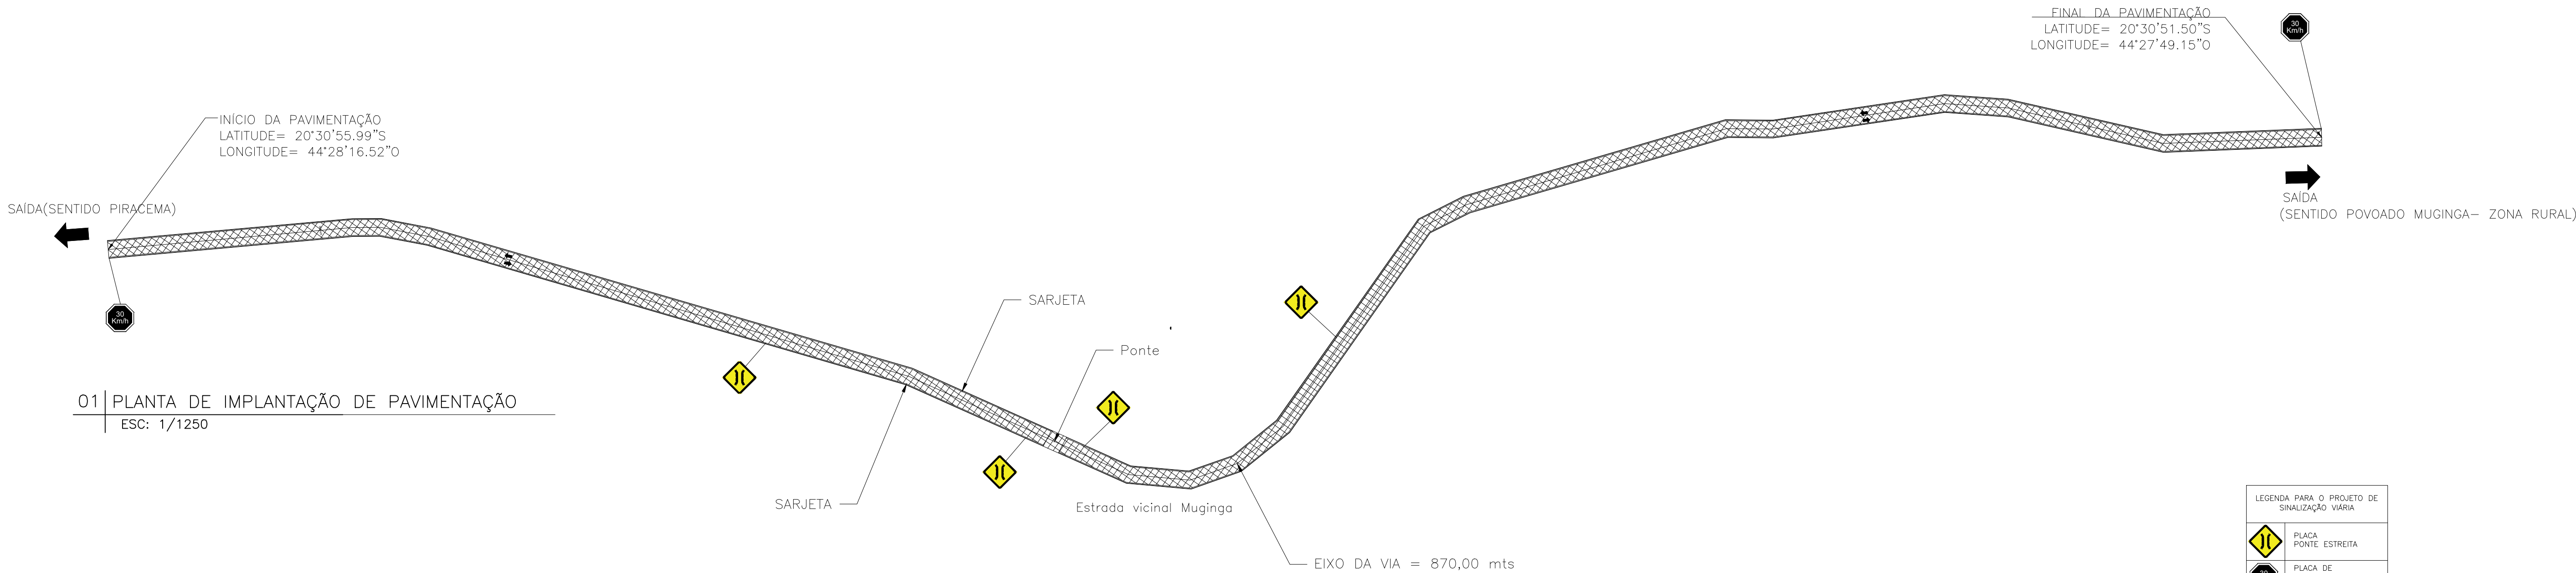 FINAL DA PAVIMENTAÇÃO
LATITUDE= 20°30'51.50"S
LONGITUDE= 44°27'49.15"O
30
Km/h
INÍCIO DA PAVIMENTAÇÃO
LATITUDE= 20°30'55.99"S
LONGITUDE= 44°28'16.52"O
SAÍDA(SENTIDO PIRACEMA)
SAÍDA
(SENTIDO POVOADO MUGINGA- ZONA RURAL)
30
Km/h
SARJETA
Ponte
01 PLANTA DE IMPLANTAÇÃO DE PAVIMENTAÇÃO
ESC: 1/1250
SARJETA
Estrada vicinal Muginga
EIXO DA VIA = 870,00 mts
LEGENDA PARA O PROJETO DE
SINALIZAÇÃO VIÁRIA
PLACA
PONTE ESTREITA
PLACA DE